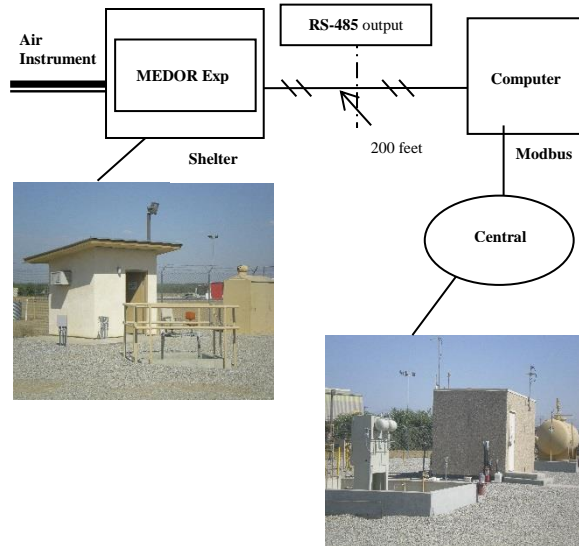 RS-485 output
Air
Instrument
MEDOR Exp
Computer
200 feet
Shelter
Modbus
Central